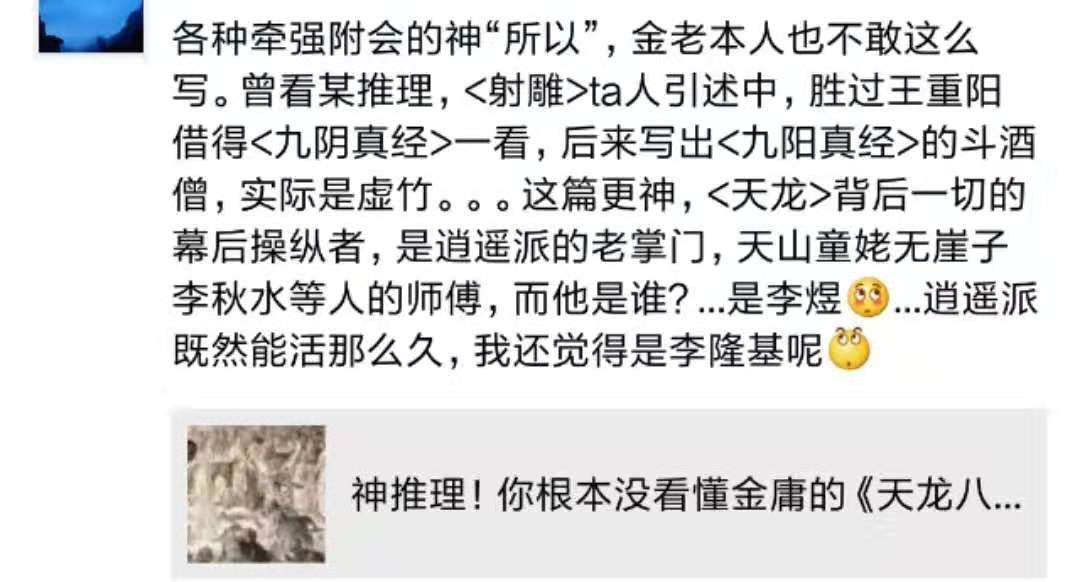 各种牵强附会的神“所以”，金老本人也不敢这么
写。曾看某推理，<射雕>ta人引述中，胜过王重阳
借得<九阴真经>一看，后来写出<九阳真经>的斗酒
僧，实际是虚竹。。。这篇更神，<天龙>背后一切的
幕后操纵者，是逍遥派的老掌门，天山童姥无崖子
李秋水等人的师傅，而他是谁？...是李煜...逍遥派
既然能活那么久，我还觉得是李隆基呢
神推理！你根本没看懂金庸的《天龙八...